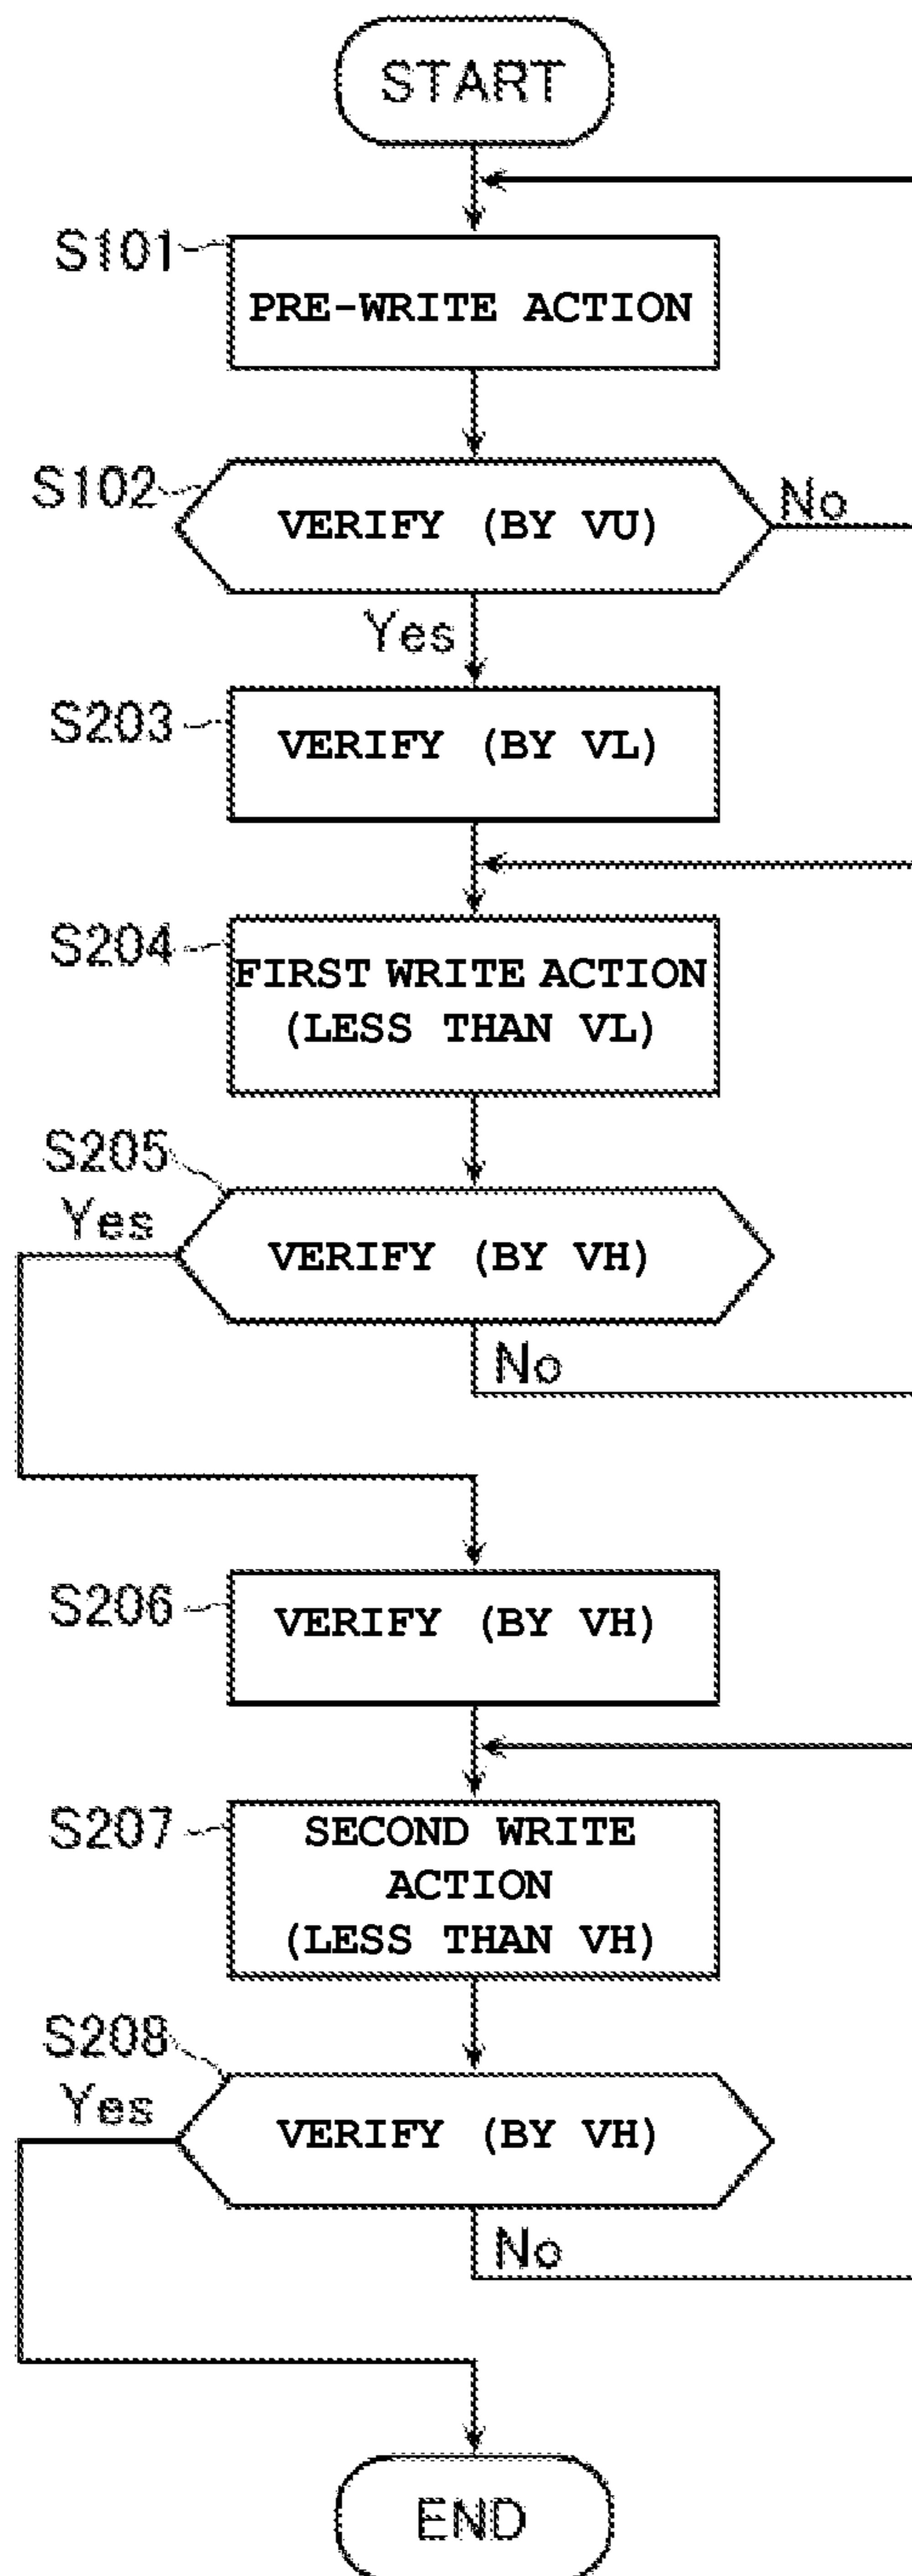 START
S101
PRE-WRITE ACTION
S102
VERIFY (BY VU)
No
Yes
S203
VERIFY (BY VL)
S204
FIRST WRITE ACTION
(LESS THAN VL)
S205
Yes
VERIFY (BY VH)
No
S206
VERIFY (BY VH)
S207
SECOND WRITE
ACTION
(LESS THAN VH)
S208
Yes
VERIFY (BY VH)
No
END